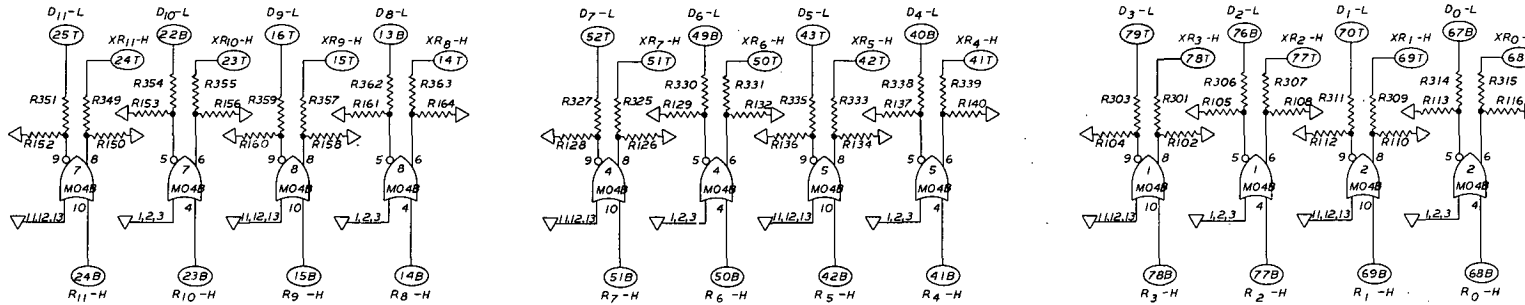 D11-L D10-L D9-L D8-L D7-L D6-L D5-L D4-L D3-L D2-L D1-L D0-L
25T 22B 16T 13B 52T 49B 43T 40B 79T 76B 70T 67B
XR11-H XR10-H XR9-H XR8-H XR7-H XR6-H XR5-H XR4-H XR3-H XR2-H XR1-H XR0-H
24T 23T 15T 14T 51T 50T 42T 41T 78T 77T 69T 68
R354 R355 R362 R363 R330 R331 R338 R339 R306 R307 R314 R315
R351 R349 R153 R156 R359 R357 R161 R164 R327 R325 R129 R132 R335 R333 R137 R140 R303 R301 R105 R108 R311 R309 R113 R116
R152 R150 R160 R158 R128 R126 R136 R134 R104 R102 R112 R110
9 8 5 6 9 8 5 6 9 8 5 6 9 8 5 6 9 8 5 6 9 8 5 6
7 7 8 8 4 4 5 5 1 1 2 2
M04B M04B M04B M04B M04B M04B M04B M04B M04B M04B M04B M04B
10 4 10 4 10 4 10 4 10 4 10 4
11,12,13 1,2,3 11,12,13 1,2,3 11,12,13 1,2,3 11,12,13 1,2,3 11,12,13 1,2,3 11,12,13 1,2,3
24B 23B 15B 14B 51B 50B 42B 41B 78B 77B 69B 68B
R11-H R10-H R9-H R8-H R7-H R6-H R5-H R4-H R3-H R2-H R1-H R0-H